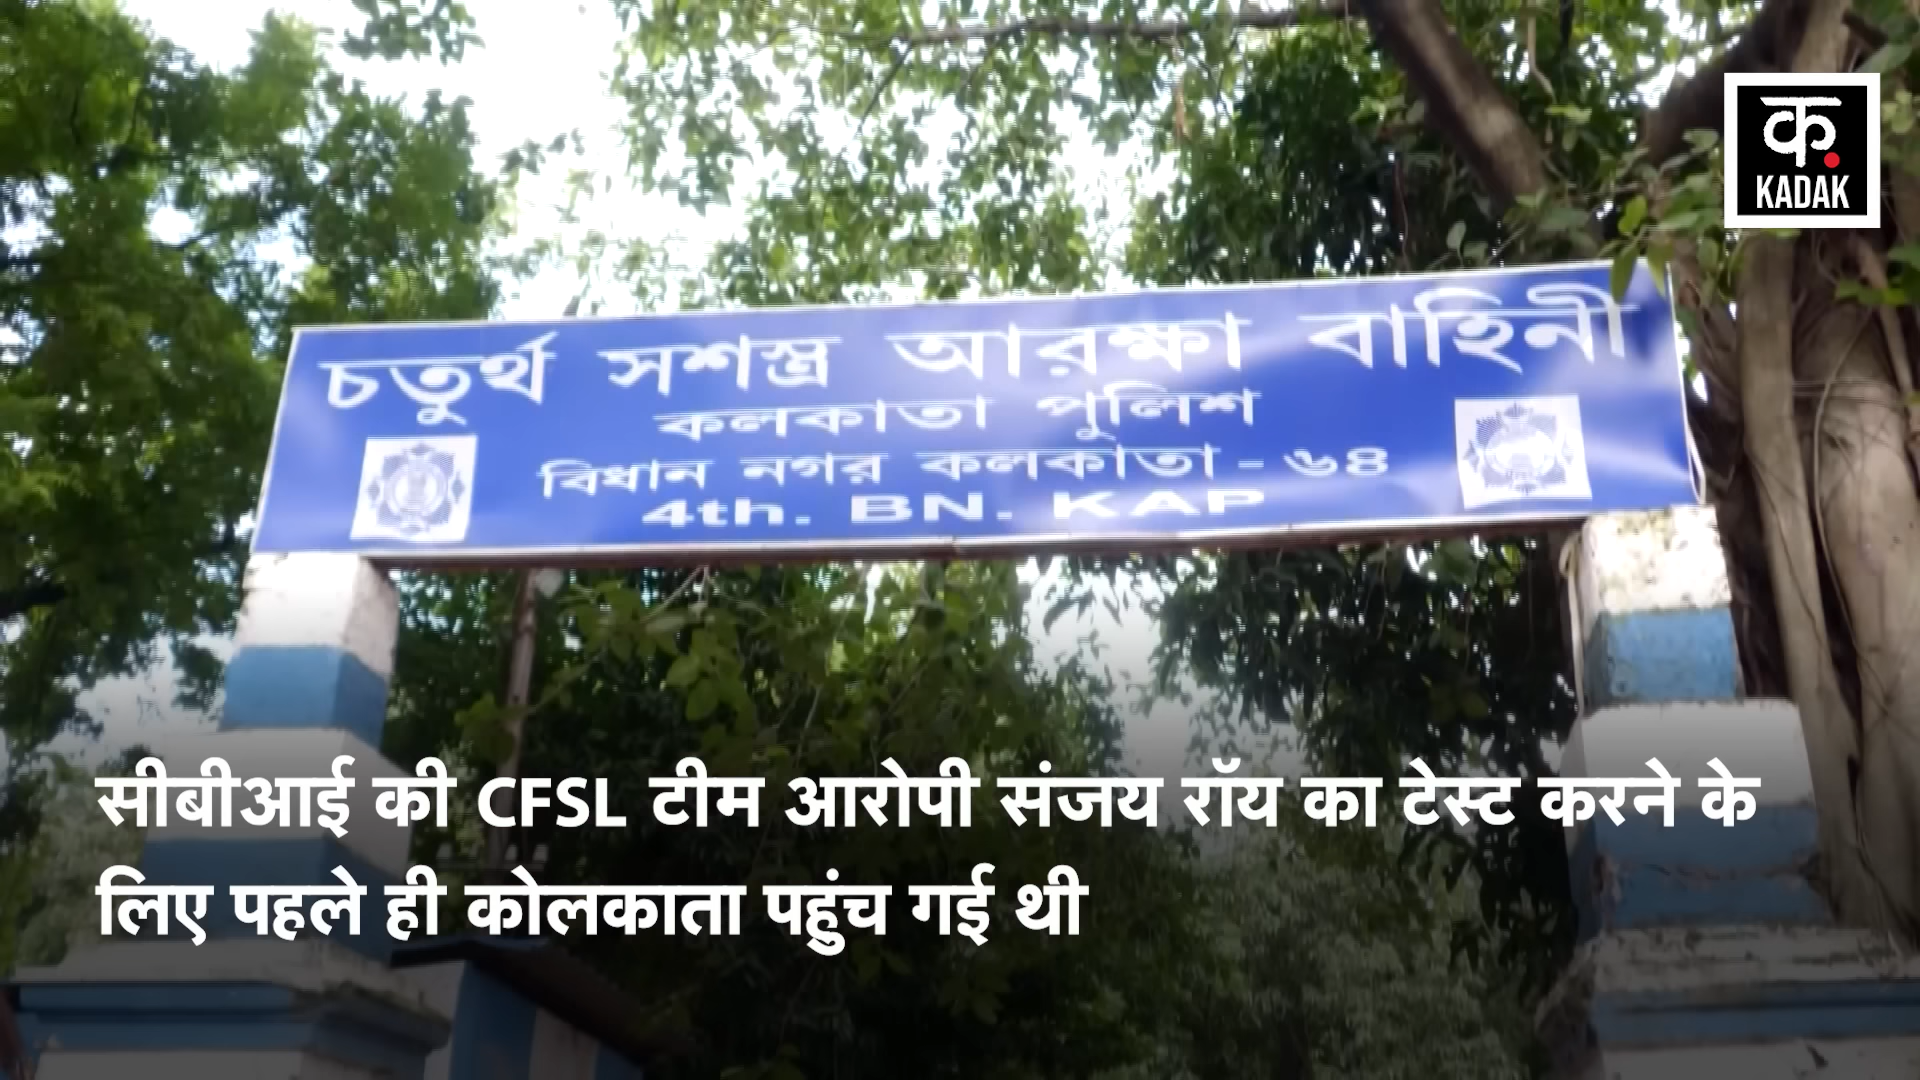 क.
KADAK
চতুর্থ সশস্ত্র আরক্ষা বাহিনী
কলকাতা পুলিশ
বিধান নগর কলকাতা - ৬৪
4th. BN. KAP
सीबीआई की CFSL टीम आरोपी संजय रॉय का टेस्ट करने के
लिए पहले ही कोलकाता पहुंच गई थी